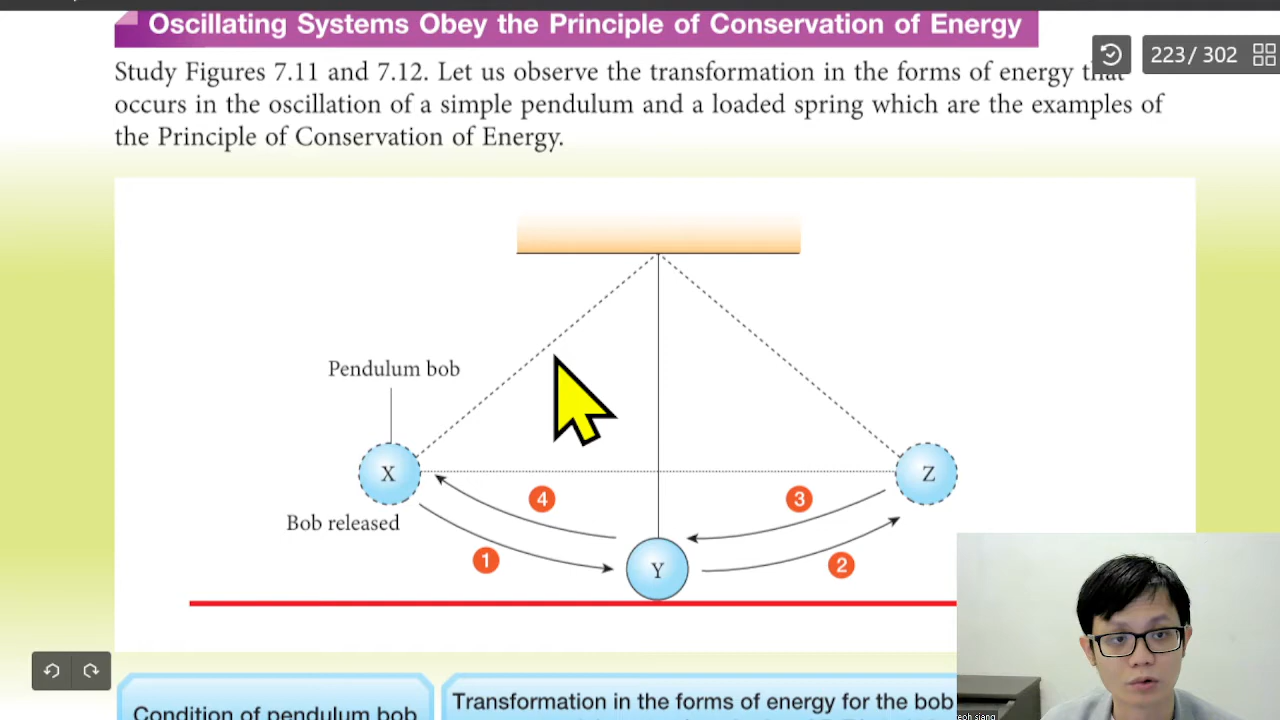 Oscillating Systems Obey the Principle of Conservation of Energy
223/ 302
Study Figures 7.11 and 7.12. Let us observe the transformation in the forms of energy that
occurs in the oscillation of a simple pendulum and a loaded spring which are the examples of
the Principle of Conservation of Energy.
Pendulum bob
X
Z
4
3
Bob released
1
Y
2
Condition of pendulum bob
Transformation in the forms of energy for the bob
eph siang